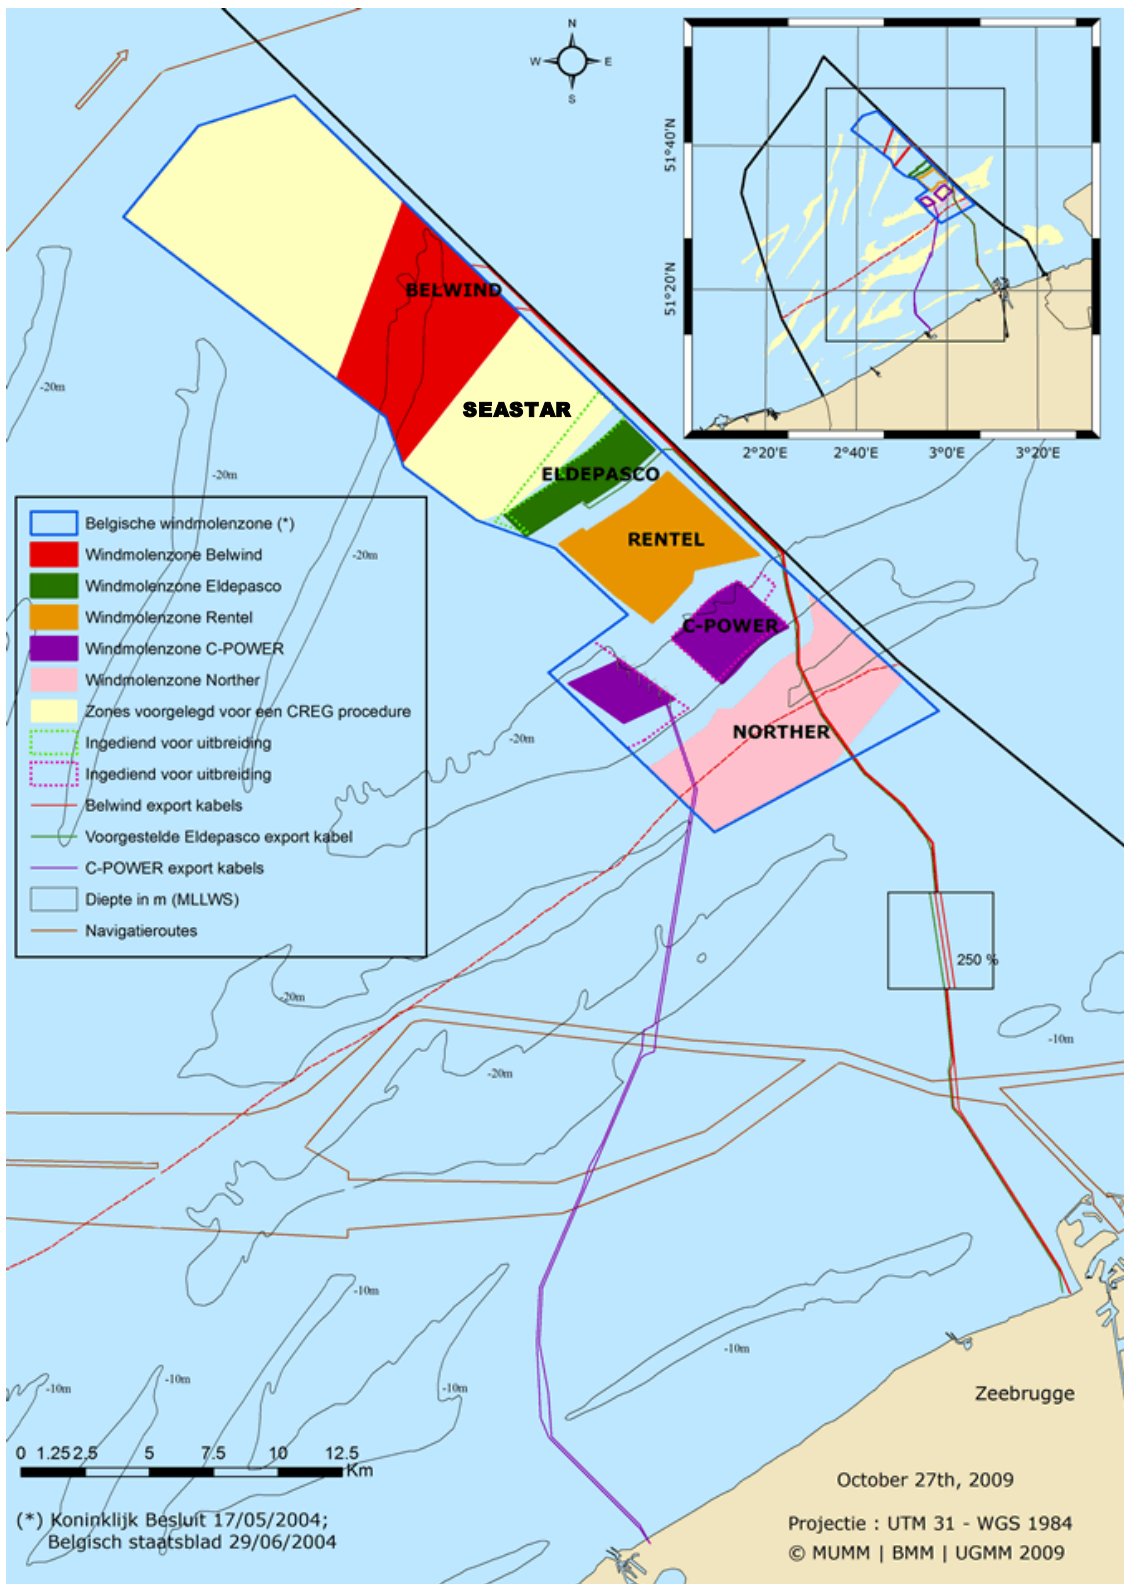 N
W
E
S
51°40'N
51°20'N
2°20'E
2°40'E
3°0'E
3°20'E
BELWIND
SEASTAR
ELDEPASCO
RENTEL
C-POWER
NORTHER
-20m
-20m
-20m
-20m
Belgische windmolenzone (*)
Windmolenzone Belwind
Windmolenzone Eldepasco
Windmolenzone Rentel
Windmolenzone C-POWER
Windmolenzone Norther
Zones voorgelegd voor een CREG procedure
Ingediend voor uitbreiding
Ingediend voor uitbreiding
Belwind export kabels
Voorgestelde Eldepasco export kabel
C-POWER export kabels
Diepte in m (MLLWS)
Navigatieroutes
250 %
-20m
-10m
-20m
-10m
-10m
-10m
-10m
-10m
Zeebrugge
0 1.25 2.5 5 7.5 10 12.5
Km
(*) Koninklijk Besluit 17/05/2004;
Belgisch staatsblad 29/06/2004
October 27th, 2009
Projectie : UTM 31 - WGS 1984
© MUMM | BMM | UGMM 2009